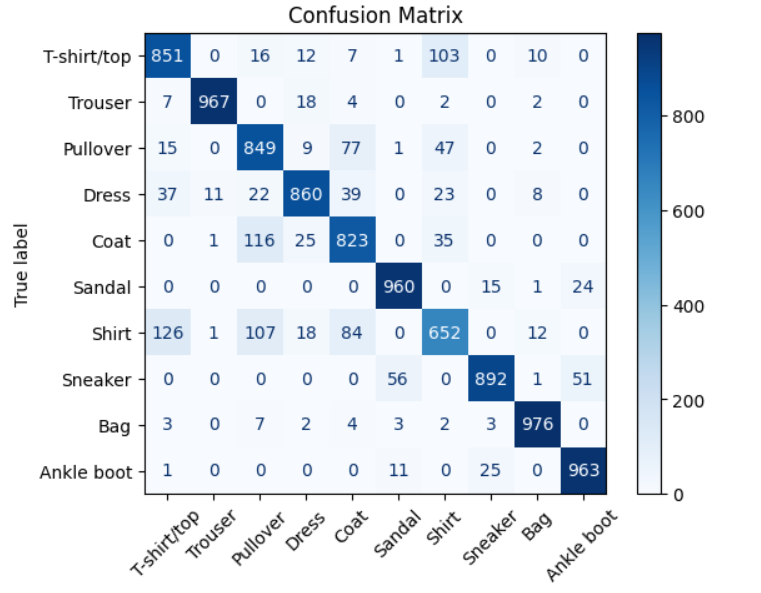 Confusion Matrix
T-shirt/top 851 0 16 12 7 1 103 0 10 0
Trouser 7 967 0 18 4 0 2 0 2 0
Pullover 15 0 849 9 77 1 47 0 2 0
Dress 37 11 22 860 39 0 23 0 8 0
Coat 0 1 116 25 823 0 35 0 0 0
Sandal 0 0 0 0 0 960 0 15 1 24
Shirt 126 1 107 18 84 0 652 0 12 0
Sneaker 0 0 0 0 0 56 0 892 1 51
Bag 3 0 7 2 4 3 2 3 976 0
Ankle boot 1 0 0 0 0 11 0 25 0 963
True label
T-shirt/top Trouser Pullover Dress Coat Sandal Shirt Sneaker Bag Ankle boot
800
600
400
200
0